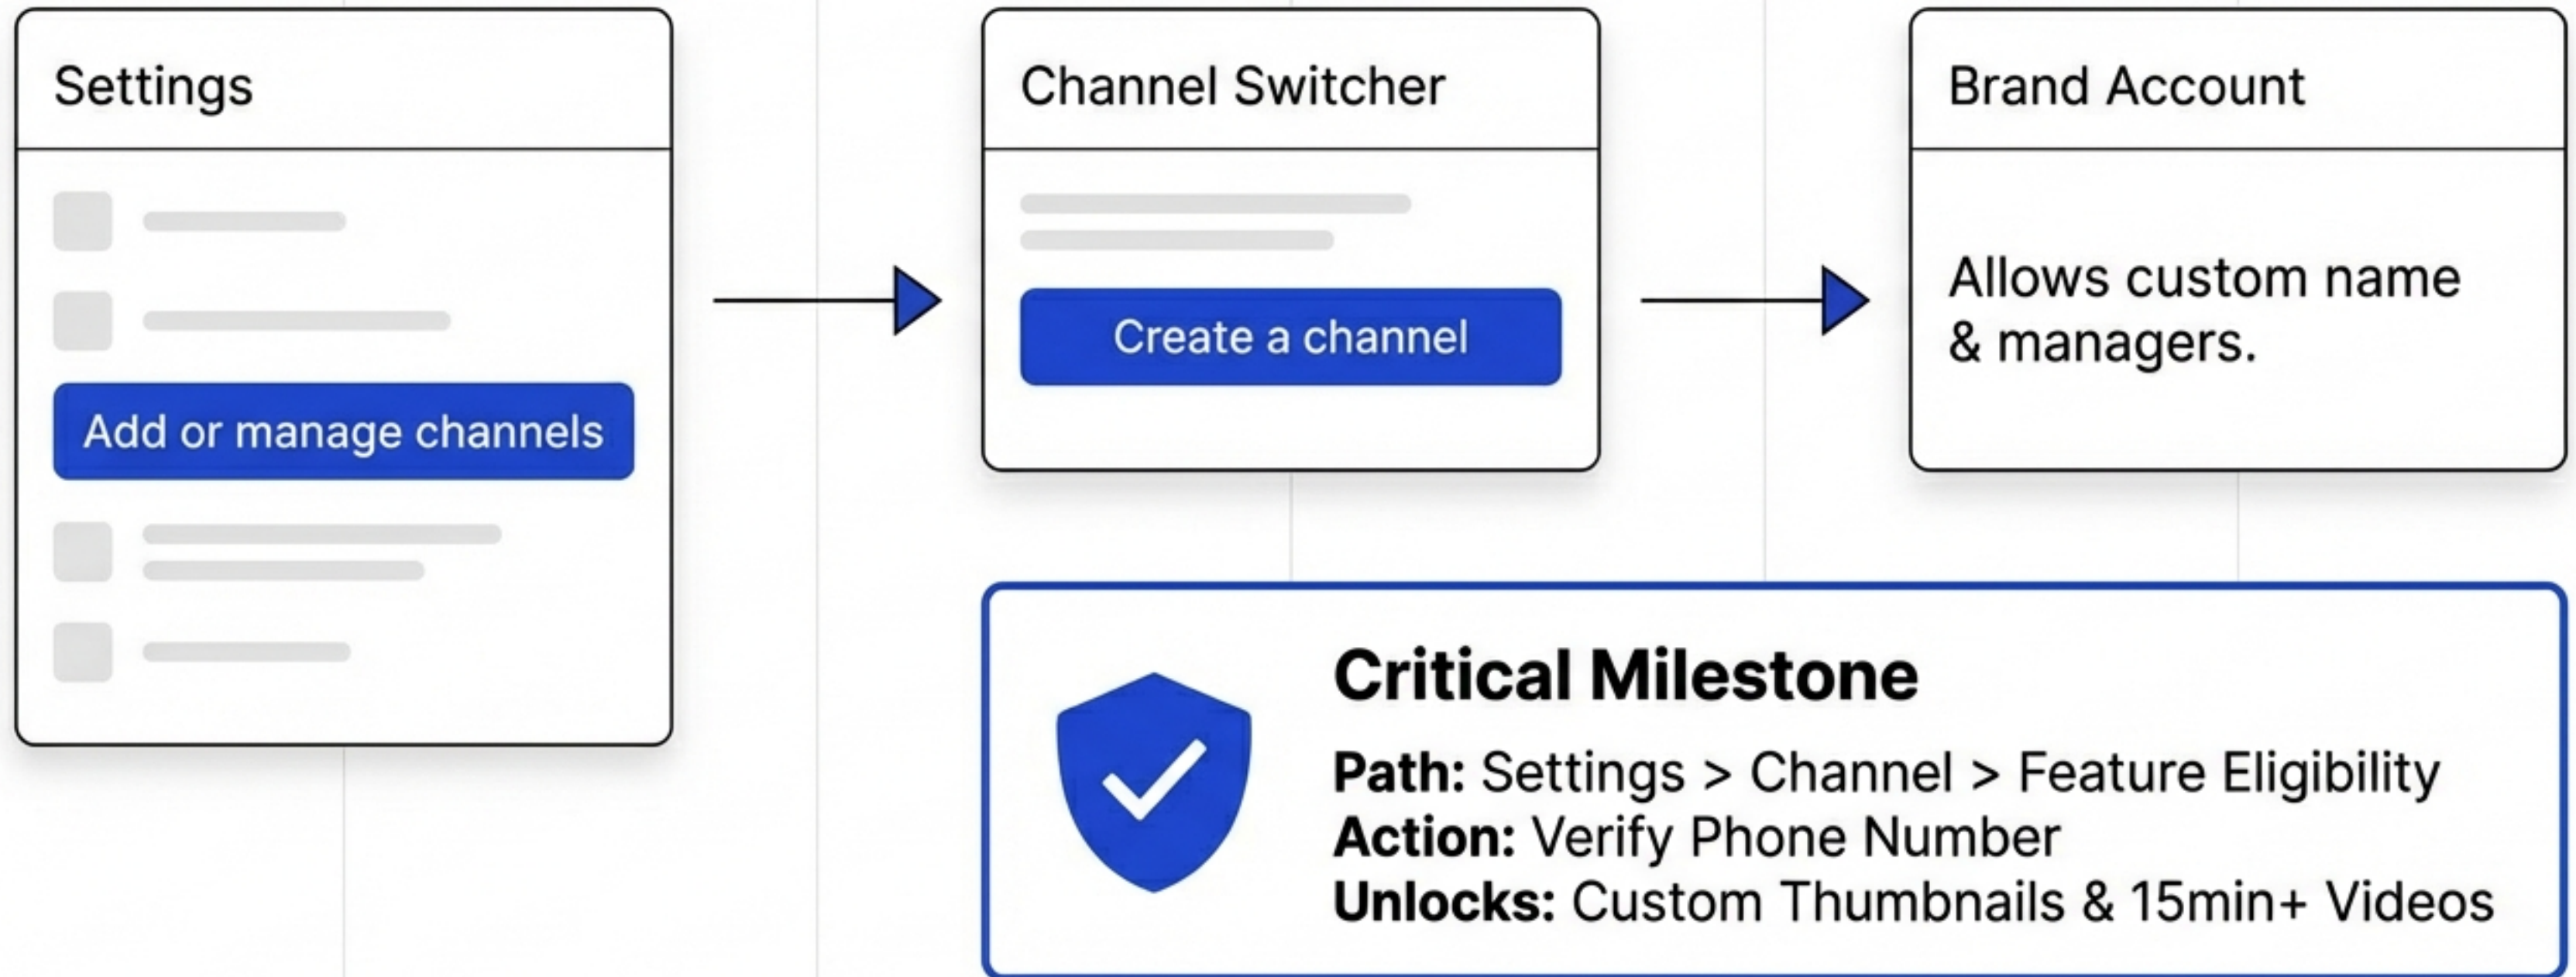 Settings
Add or manage channels
Channel Switcher
Create a channel
Brand Account
Allows custom name
& managers.
Critical Milestone
Path: Settings > Channel > Feature Eligibility
Action: Verify Phone Number
Unlocks: Custom Thumbnails & 15min+ Videos